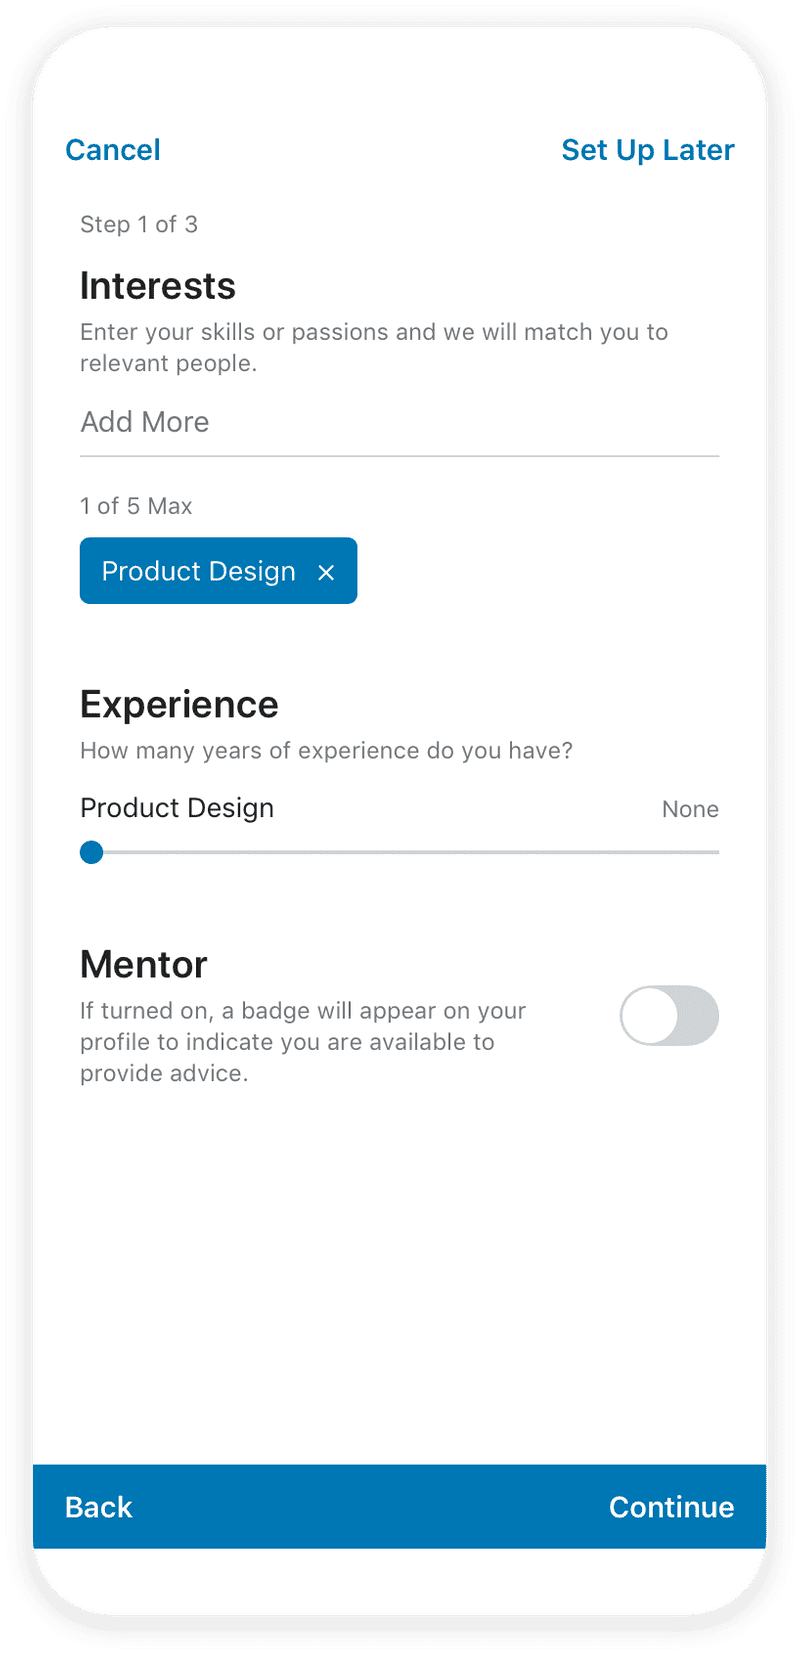 Cancel
Set Up Later
Step 1 of 3
Interests
Enter your skills or passions and we will match you to
relevant people.
Add More
1 of 5 Max
Product Design ×
Experience
How many years of experience do you have?
Product Design
None
Mentor
If turned on, a badge will appear on your
profile to indicate you are available to
provide advice.
Back
Continue